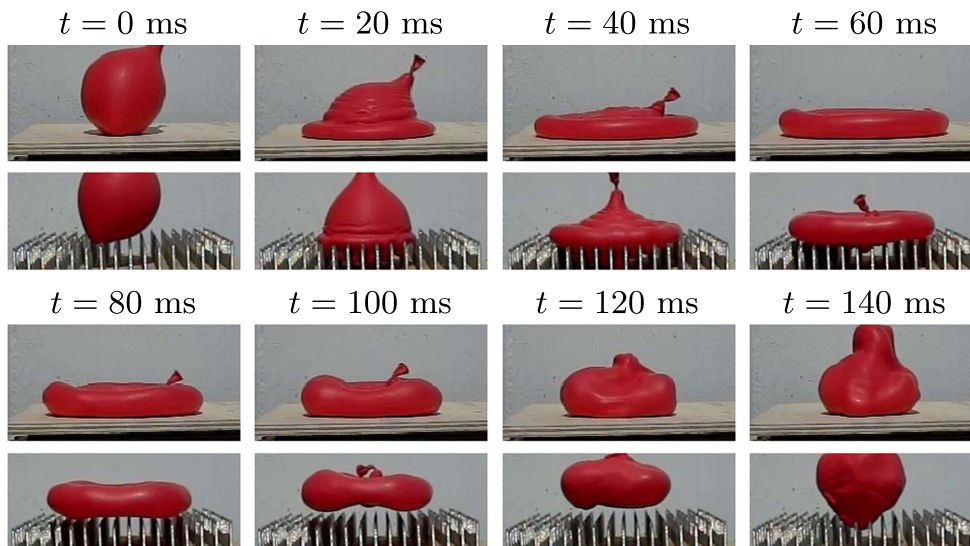 t = 0 ms t = 20 ms t = 40 ms t = 60 ms
t = 80 ms t = 100 ms t = 120 ms t = 140 ms